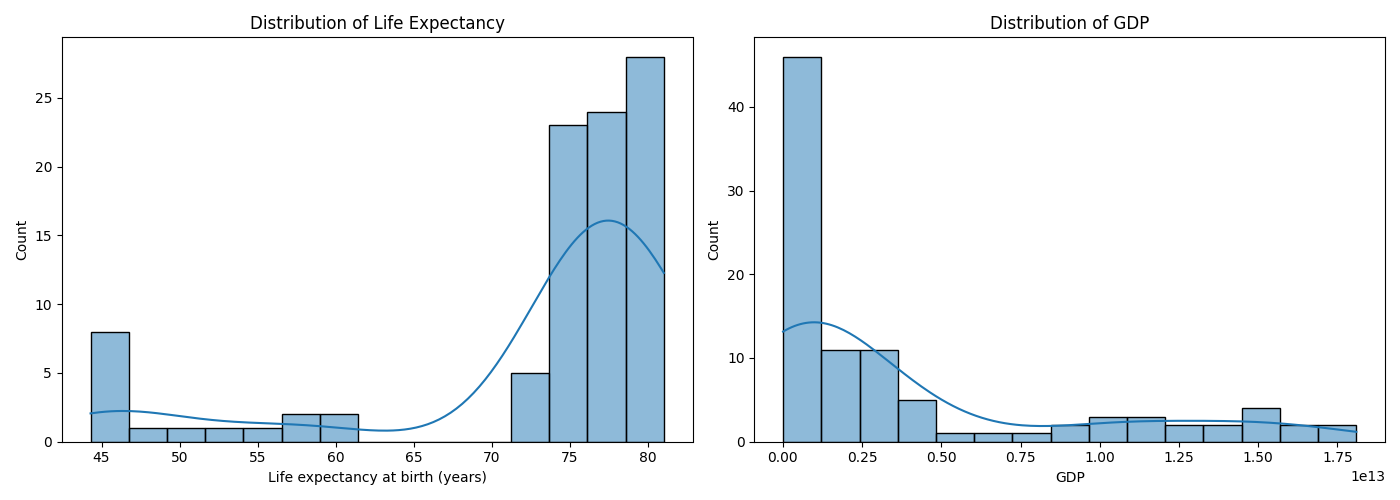 Distribution of Life Expectancy
Count
25
20
15
10
5
0
45 50 55 60 65 70 75 80
Life expectancy at birth (years)
Distribution of GDP
Count
40
30
20
10
0
0.00 0.25 0.50 0.75 1.00 1.25 1.50 1.75
1e13
GDP